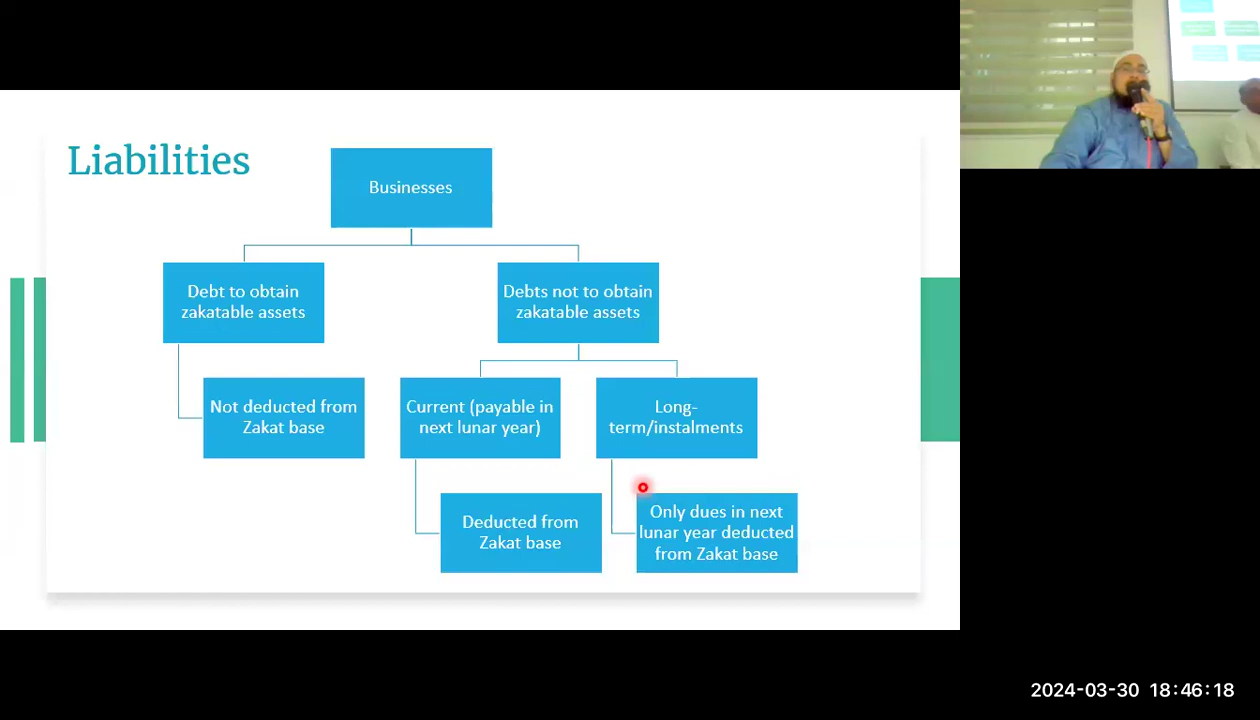 Liabilities
Businesses
Debt to obtain
zakatable assets
Debts not to obtain
zakatable assets
Not deducted from
Zakat base
Current (payable in
next lunar year)
Long-
term/instalments
Deducted from
Zakat base
Only dues in next
lunar year deducted
from Zakat base
2024-03-30 18:46:18